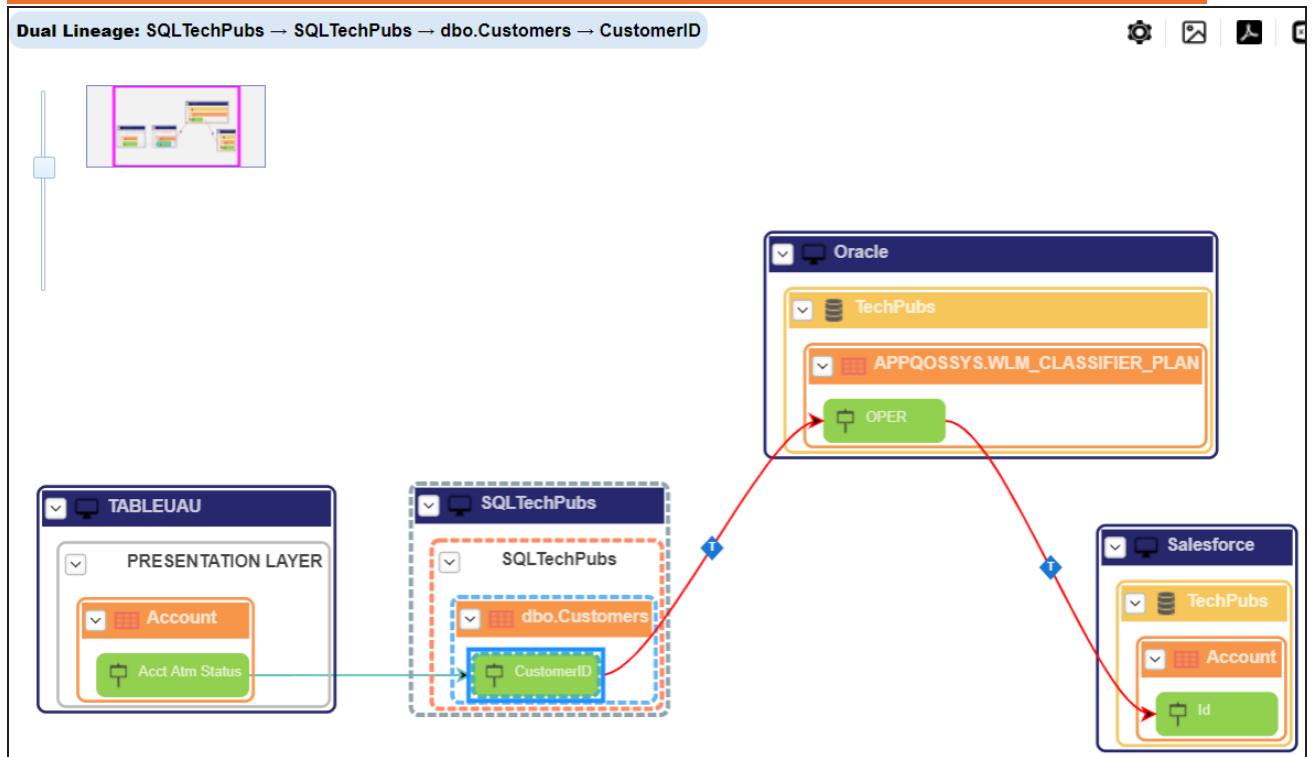 Dual Lineage: SQLTechPubs → SQLTechPubs → dbo.Customers → CustomerID
Oracle
TechPubs
APPQOSSYS.WLM_CLASSIFIER_PLAN
OPER
TABLEUAU
PRESENTATION LAYER
Account
Acct Atm Status
SQLTechPubs
SQLTechPubs
dbo.Customers
CustomerID
T
T
Salesforce
TechPubs
Account
Id